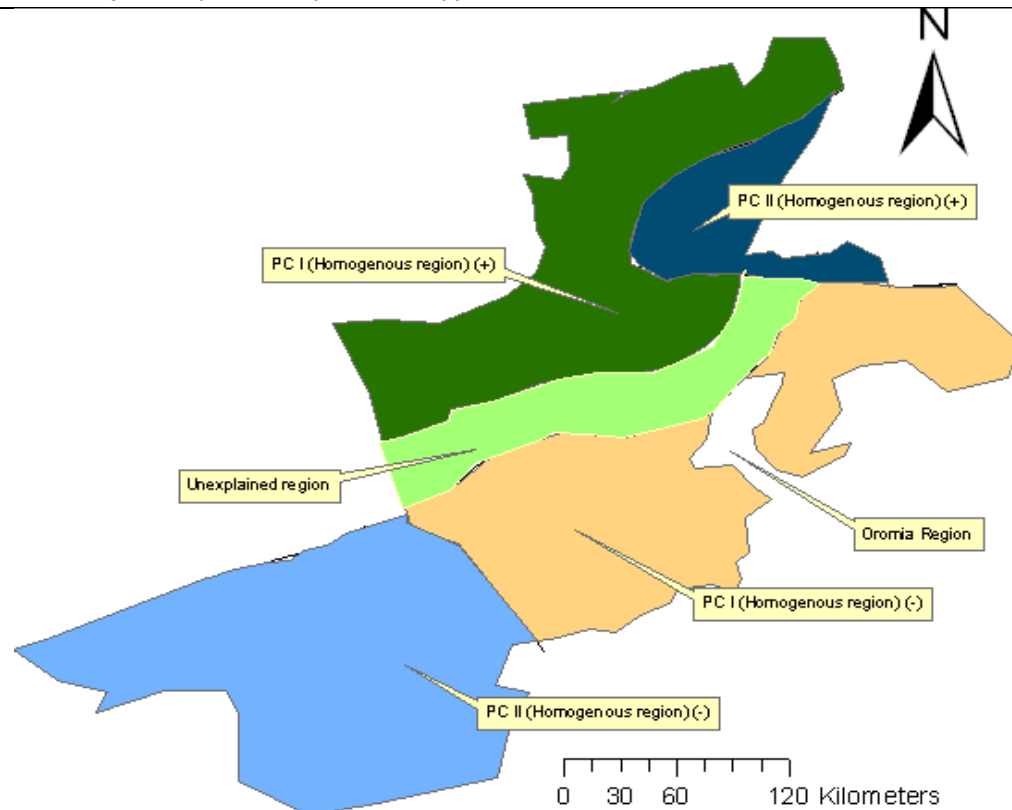 N
PC II (Homogenous region) (+)
PC I (Homogenous region) (+)
Unexplained region
Oromia Region
PC I (Homogenous region) (-)
PC II (Homogenous region) (-)
0 30 60 120 Kilometers